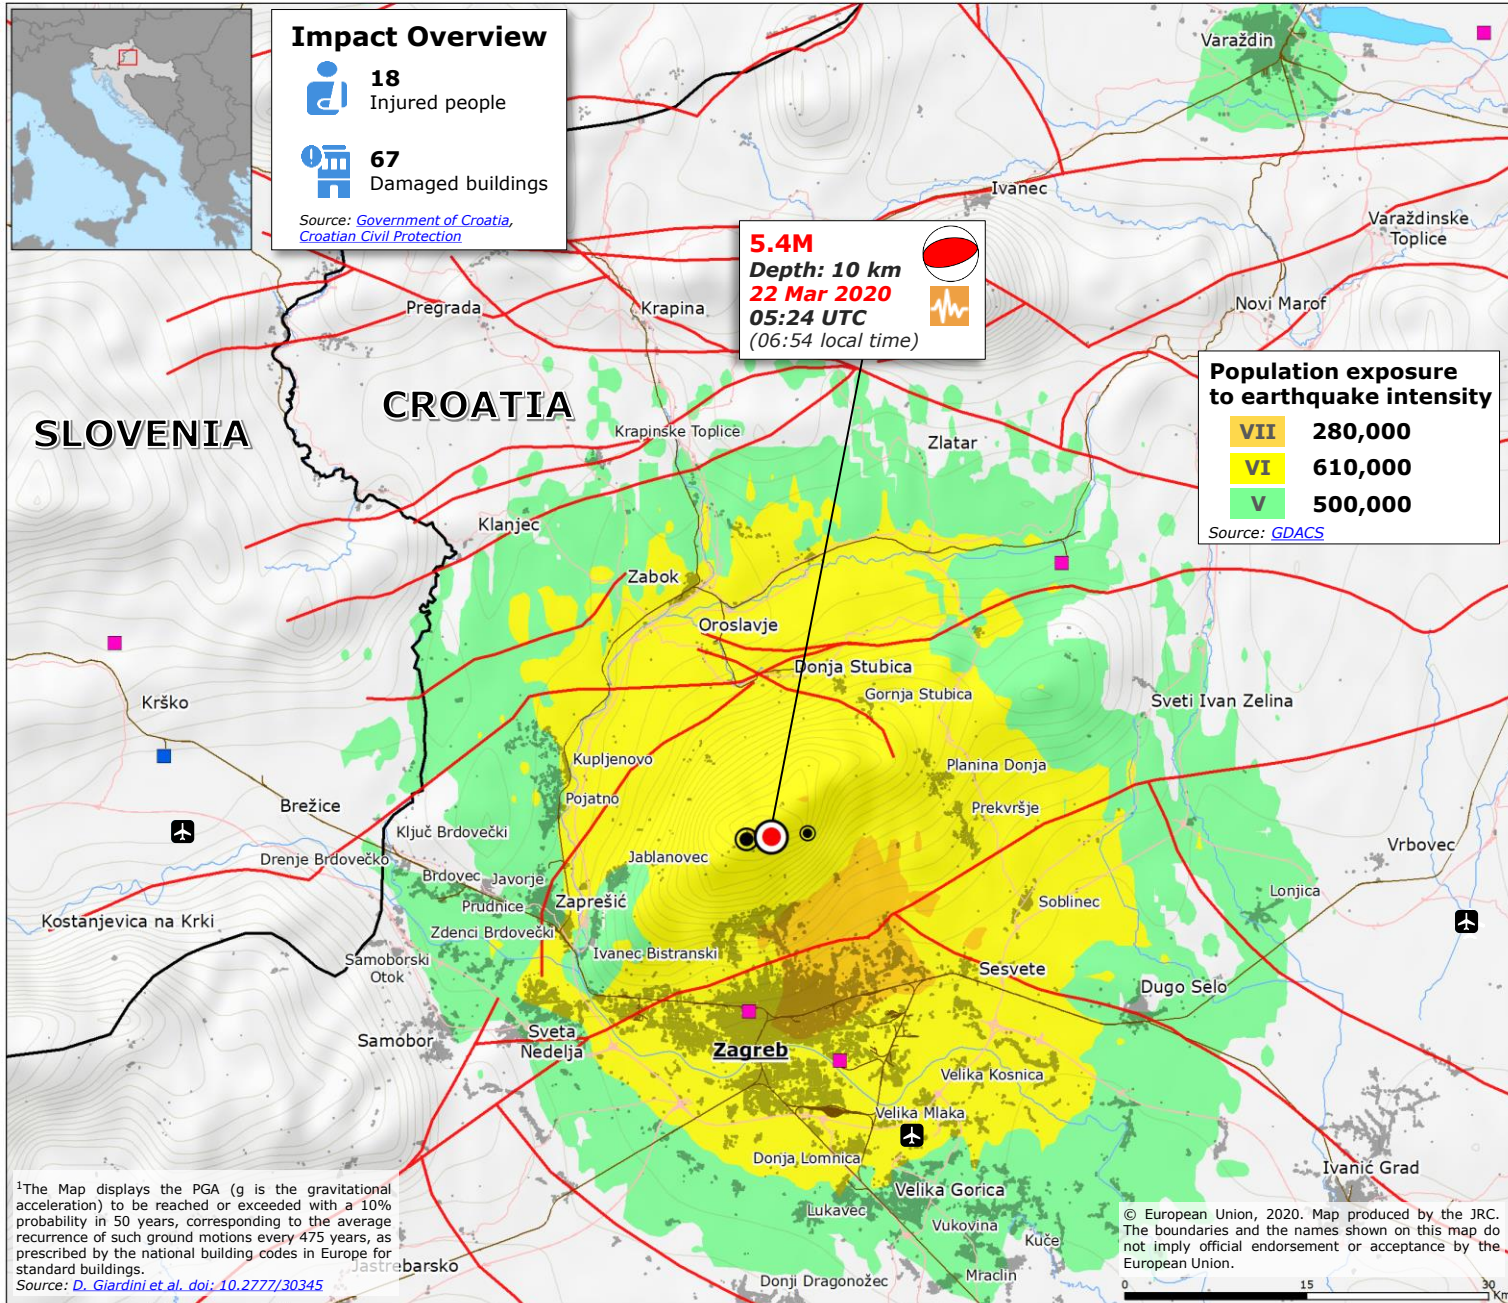 Impact Overview
18
Injured people
67
Damaged buildings
Source: Government of Croatia,
Croatian Civil Protection
5.4M
Depth: 10 km
22 Mar 2020
05:24 UTC
(06:54 local time)
Population exposure
to earthquake intensity
VII 280,000
VI 610,000
V 500,000
Source: GDACS
SLOVENIA
CROATIA
Varaždin
Ivanec
Varaždinske
Toplice
Novi Marof
Pregrada
Krapina
Krapinske Toplice
Zlatar
Klanjec
Zabok
Oroslavje
Donja Stubica
Gornja Stubica
Sveti Ivan Zelina
Krško
Kupljenovo
Planina Donja
Pojatno
Prekvršje
Brežice
Ključ Brdovečki
Vrbovec
Drenje Brdovečko
Jablanovec
Brdovec
Javorje
Lonjica
Zaprešić
Soblinec
Prudnice
Kostanjevica na Krki
Zdenci Brdovečki
Ivanec Bistranski
Samoborski
Otok
Sesvete
Dugo Selo
Samobor
Sveta
Nedelja
Zagreb
Velika Kosnica
Velika Mlaka
Donja Lomnica
Ivanić Grad
Velika Gorica
Lukavec
Vukovina
Kuče
Jastrebarsko
Mraclin
Donji Dragonožec
1The Map displays the PGA (g is the gravitational
acceleration) to be reached or exceeded with a 10%
probability in 50 years, corresponding to the average
recurrence of such ground motions every 475 years, as
prescribed by the national building codes in Europe for
standard buildings.
Source: D. Giardini et al. doi: 10.2777/30345
© European Union, 2020. Map produced by the JRC.
The boundaries and the names shown on this map do
not imply official endorsement or acceptance by the
European Union.
0 15 30
Km